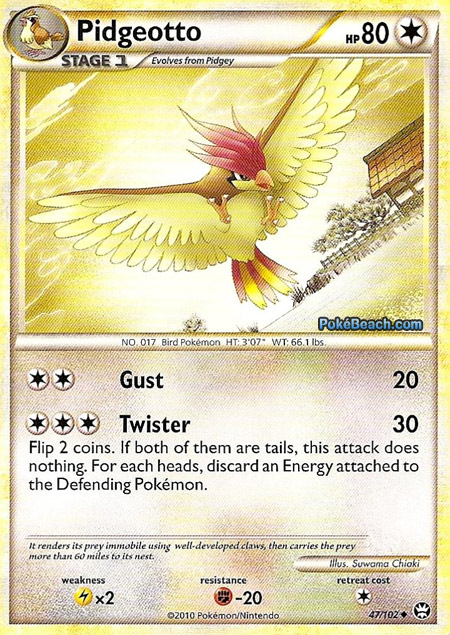 Pidgeotto
HP 80
STAGE 1
Evolves from Pidgey
PokéBeach.com
NO. 017 Bird Pokémon HT: 3'07" WT: 66.1 lbs.
Gust 20
Twister 30
Flip 2 coins. If both of them are tails, this attack does
nothing. For each heads, discard an Energy attached to
the Defending Pokémon.
It renders its prey immobile using well-developed claws, then carries the prey
more than 60 miles to its nest.
Illus. Suwama Chiaki
weakness
×2
resistance
-20
retreat cost
©2010 Pokémon/Nintendo
47/102